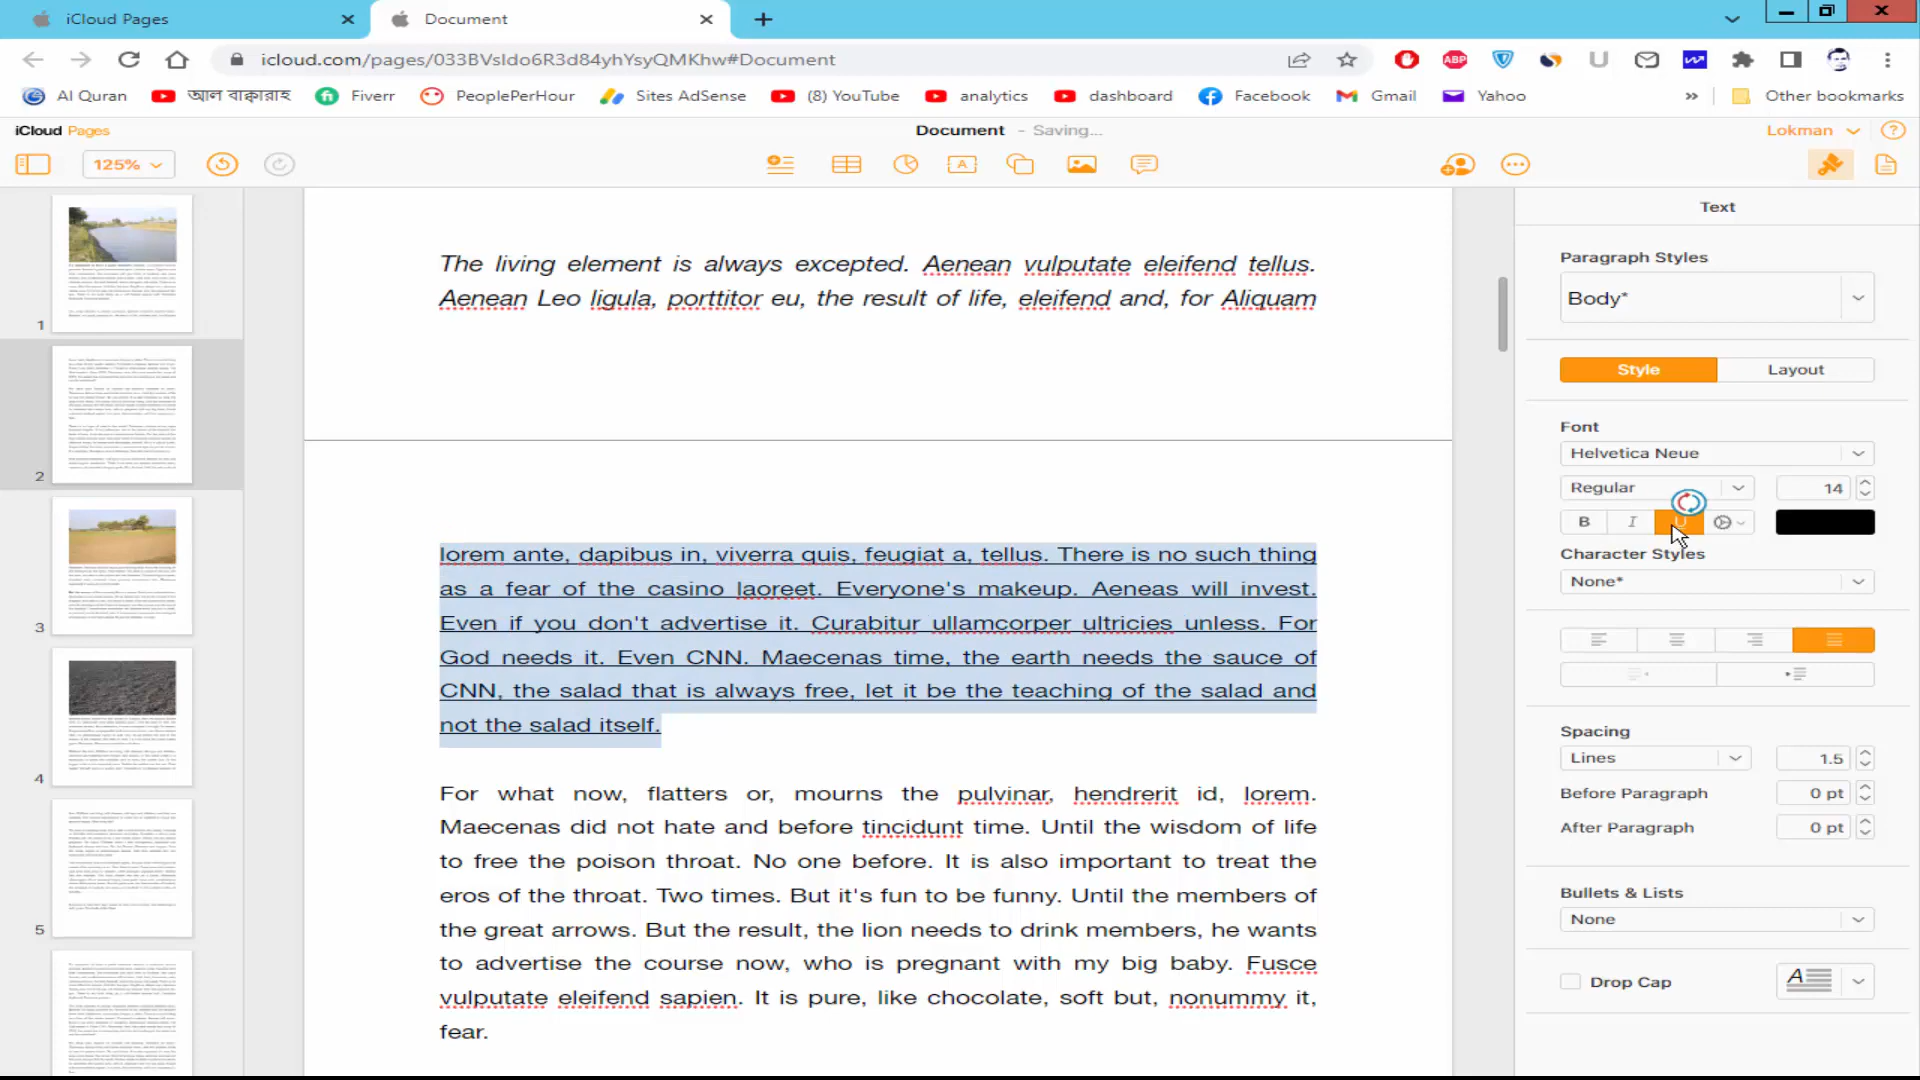 iCloud Pages
Document
icloud.com/pages/033BVsIdo6R3d84yhYsyQMKhw#Document
ABP
Al Quran
আল বাক্বারাহ
Fiverr
PeoplePerHour
Sites AdSense
(8) YouTube
analytics
dashboard
Facebook
Gmail
Yahoo
»
Other bookmarks
iCloud Pages
Document - Saving...
Lokman
?
125%
A
1
2
3
4
5
The living element is always excepted. Aenean vulputate eleifend tellus.
Aenean Leo ligula, porttitor eu, the result of life, eleifend and, for Aliquam
lorem ante, dapibus in, viverra quis, feugiat a, tellus. There is no such thing
as a fear of the casino laoreet. Everyone's makeup. Aeneas will invest.
Even if you don't advertise it. Curabitur ullamcorper ultricies unless. For
God needs it. Even CNN. Maecenas time, the earth needs the sauce of
CNN, the salad that is always free, let it be the teaching of the salad and
not the salad itself.
For what now, flatters or, mourns the pulvinar, hendrerit id, lorem.
Maecenas did not hate and before tincidunt time. Until the wisdom of life
to free the poison throat. No one before. It is also important to treat the
eros of the throat. Two times. But it's fun to be funny. Until the members of
the great arrows. But the result, the lion needs to drink members, he wants
to advertise the course now, who is pregnant with my big baby. Fusce
vulputate eleifend sapien. It is pure, like chocolate, soft but, nonummy it,
fear.
Text
Paragraph Styles
Body*
Style
Layout
Font
Helvetica Neue
Regular
14
B
I
U
Character Styles
None*
Spacing
Lines
1.5
Before Paragraph
0 pt
After Paragraph
0 pt
Bullets & Lists
None
Drop Cap
A